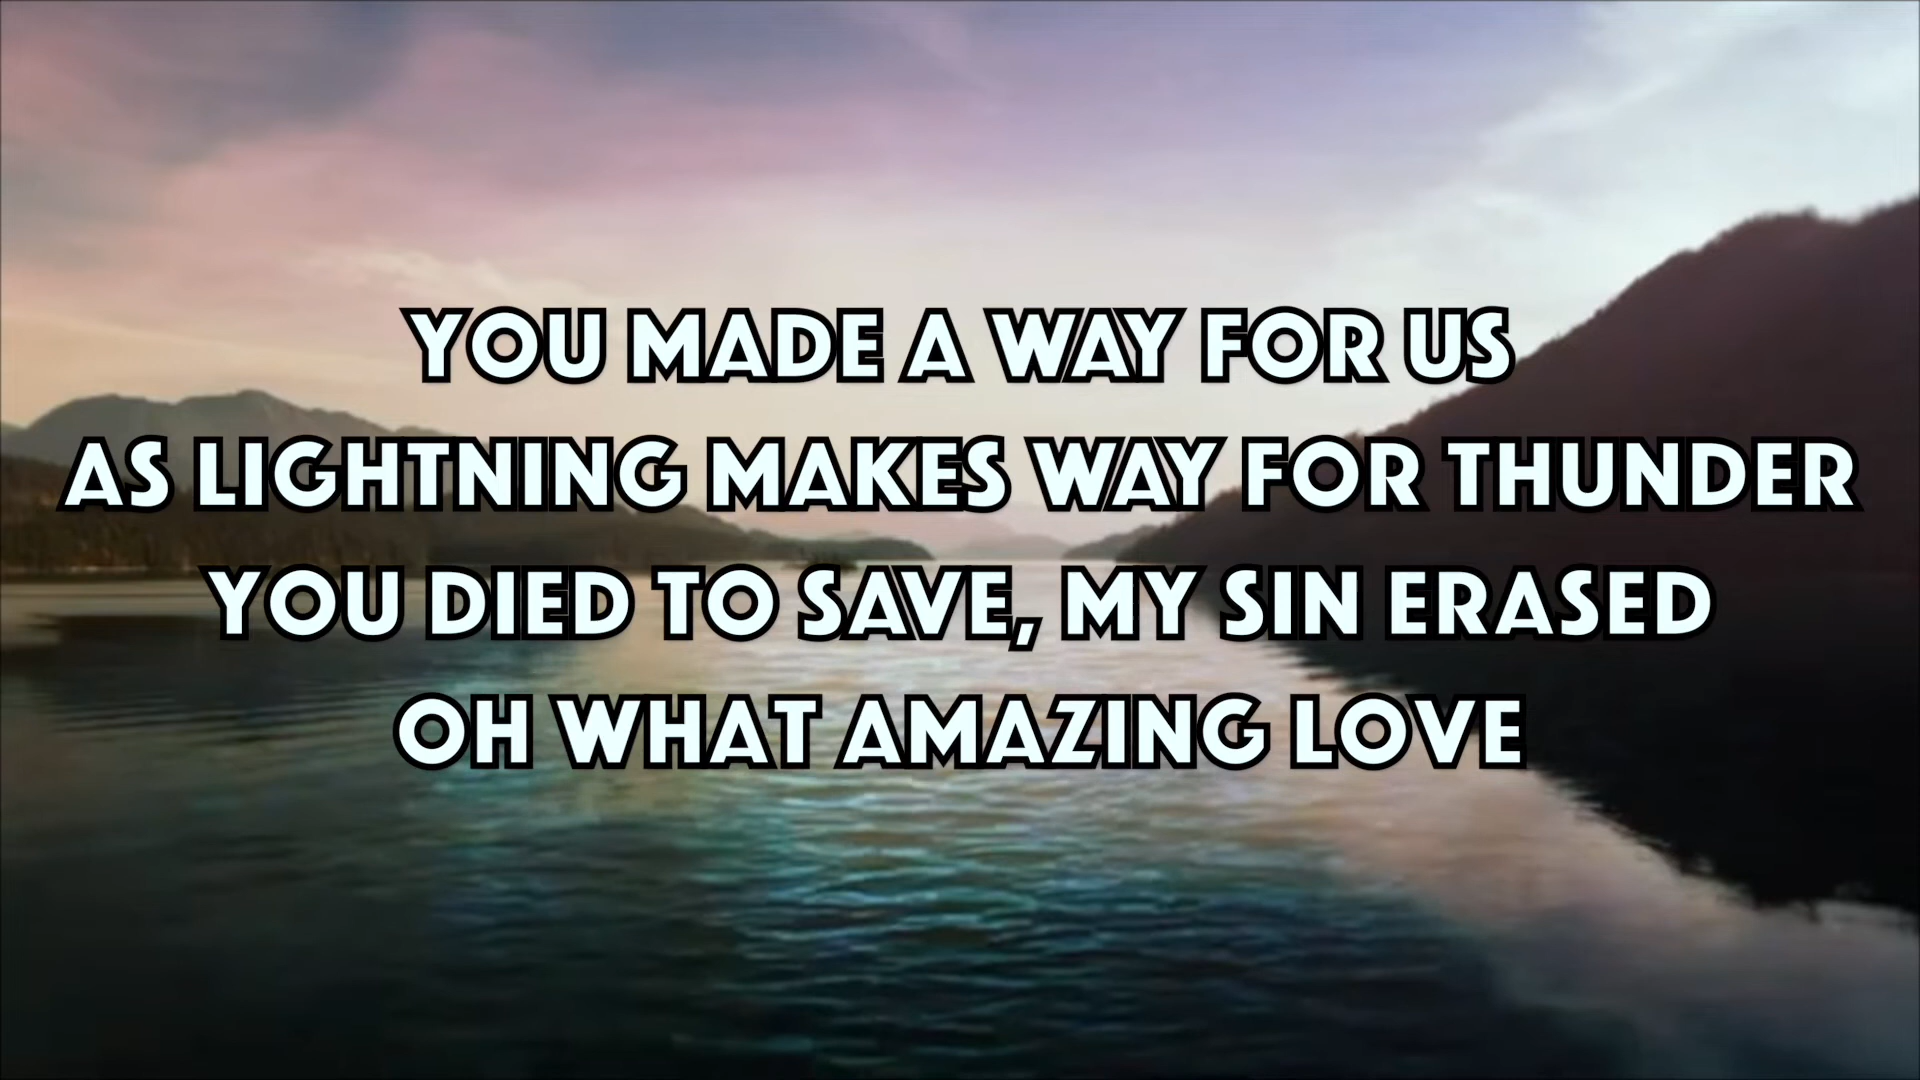 YOU MADE A WAY FOR US
AS LIGHTNING MAKES WAY FOR THUNDER
YOU DIED TO SAVE, MY SIN ERASED
OH WHAT AMAZING LOVE